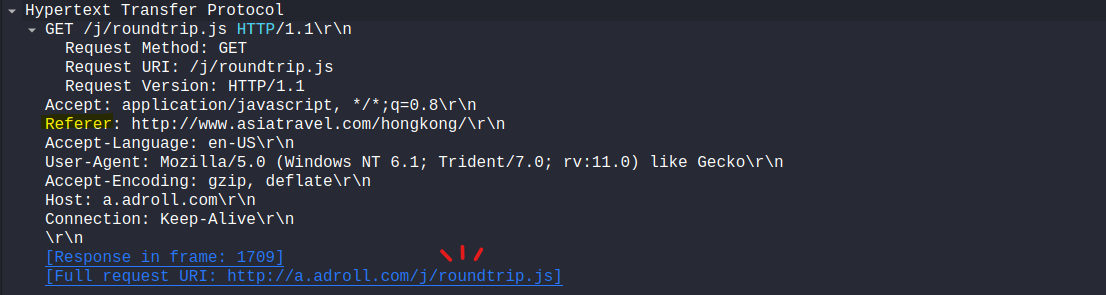 Hypertext Transfer Protocol
GET /j/roundtrip.js HTTP/1.1\r\n
Request Method: GET
Request URI: /j/roundtrip.js
Request Version: HTTP/1.1
Accept: application/javascript, */*;q=0.8\r\n
Referer: http://www.asiatravel.com/hongkong/\r\n
Accept-Language: en-US\r\n
User-Agent: Mozilla/5.0 (Windows NT 6.1; Trident/7.0; rv:11.0) like Gecko\r\n
Accept-Encoding: gzip, deflate\r\n
Host: a.adroll.com\r\n
Connection: Keep-Alive\r\n
\r\n
[Response in frame: 1709]
[Full request URI: http://a.adroll.com/j/roundtrip.js]